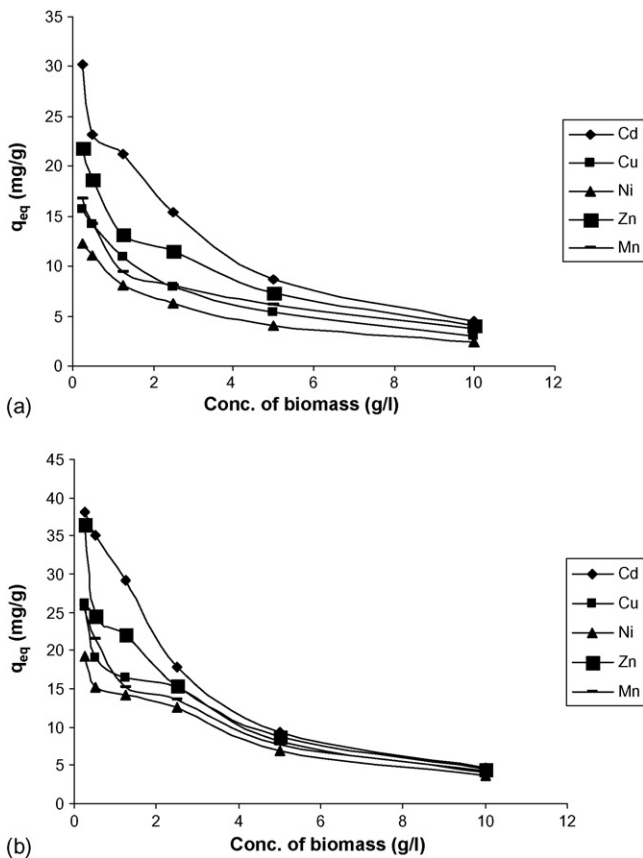 35
30
25
20
15
10
5
0
q_eq (mg/g)
0 2 4 6 8 10 12
Conc. of biomass (g/l)
Cd
Cu
Ni
Zn
Mn
(a)
45
40
35
30
25
20
15
10
5
0
q_eq (mg/g)
0 2 4 6 8 10 12
Conc. of biomass (g/l)
Cd
Cu
Ni
Zn
Mn
(b)